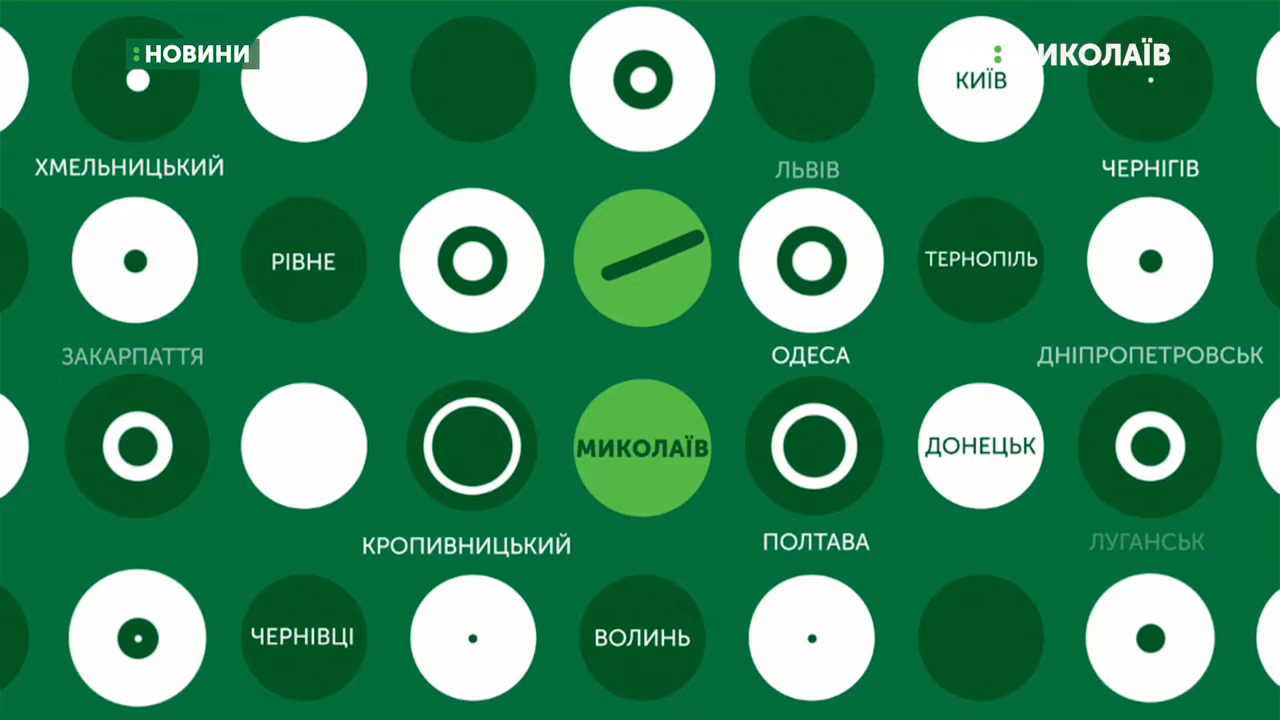 : НОВИНИ
: МИКОЛАЇВ
КИЇВ
ХМЕЛЬНИЦЬКИЙ
ЛЬВІВ
ЧЕРНІГІВ
РІВНЕ
ТЕРНОПІЛЬ
ЗАКАРПАТТЯ
ОДЕСА
ДНІПРОПЕТРОВСЬК
МИКОЛАЇВ
ДОНЕЦЬК
КРОПИВНИЦЬКИЙ
ПОЛТАВА
ЛУГАНСЬК
ЧЕРНІВЦІ
ВОЛИНЬ